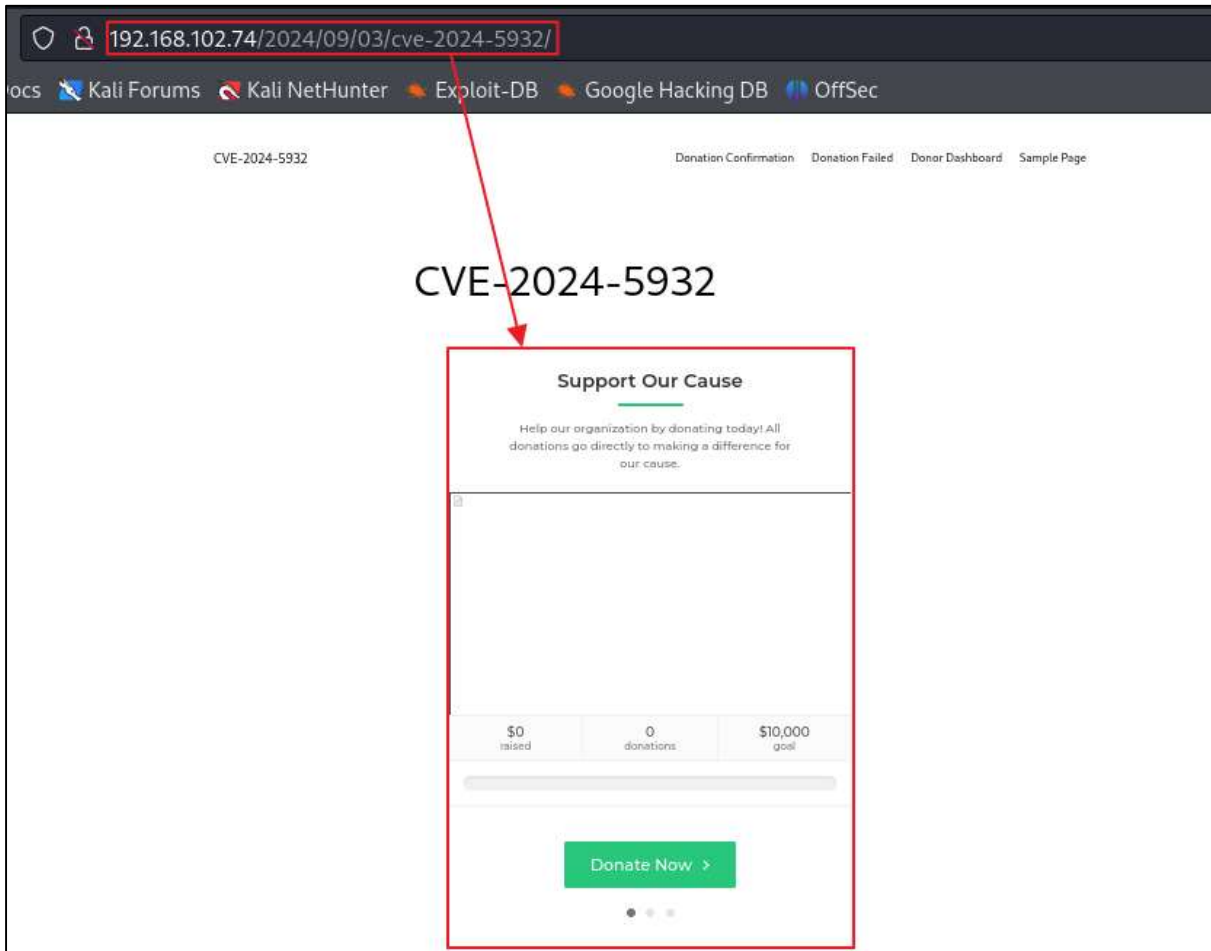 192.168.102.74/2024/09/03/cve-2024-5932/
ocs Kali Forums Kali NetHunter Exploit-DB Google Hacking DB OffSec
CVE-2024-5932 Donation Confirmation Donation Failed Donor Dashboard Sample Page
CVE-2024-5932
Support Our Cause
Help our organization by donating today! All
donations go directly to making a difference for
our cause.
$0 0 $10,000
raised donations goal
Donate Now >